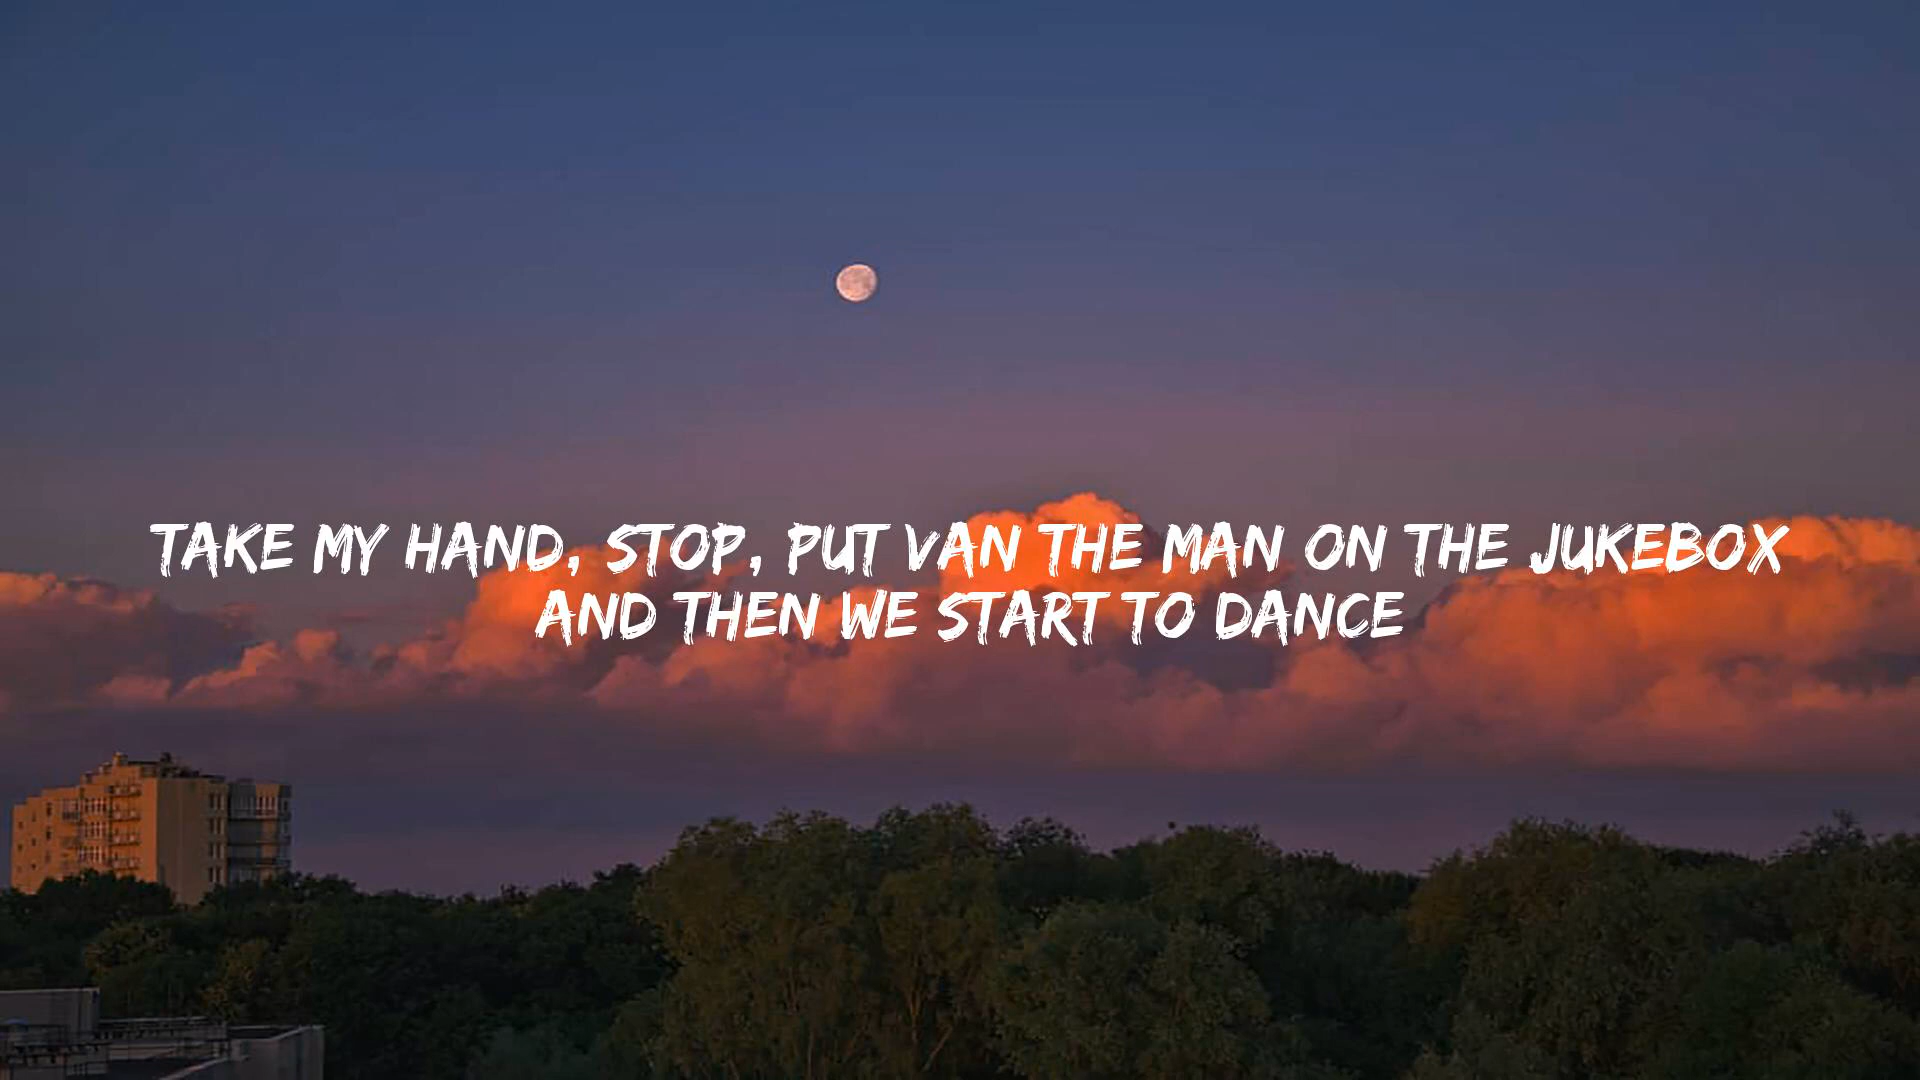 TAKE MY HAND, STOP, PUT VAN THE MAN ON THE JUKEBOX
AND THEN WE START TO DANCE